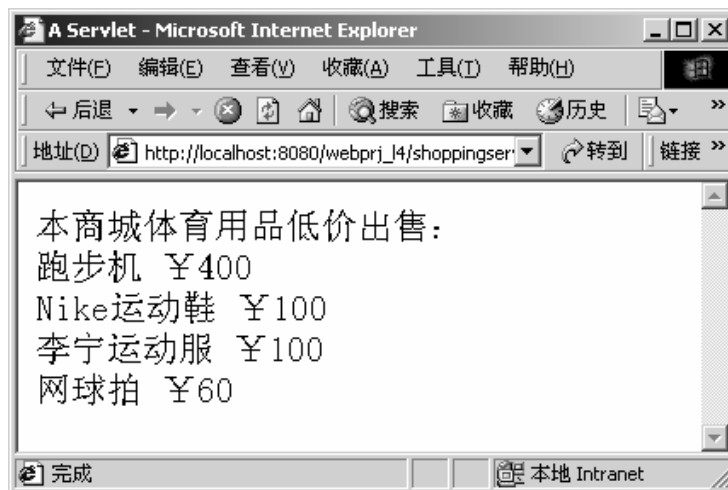 A Servlet - Microsoft Internet Explorer
文件(F) 编辑(E) 查看(V) 收藏(A) 工具(T) 帮助(H)
后退 搜索 收藏 历史 »
地址(D) http://localhost:8080/webprj_l4/shoppingser 转到 链接 »
本商城体育用品低价出售：
跑步机 ￥400
Nike运动鞋 ￥100
李宁运动服 ￥100
网球拍 ￥60
完成 本地 Intranet